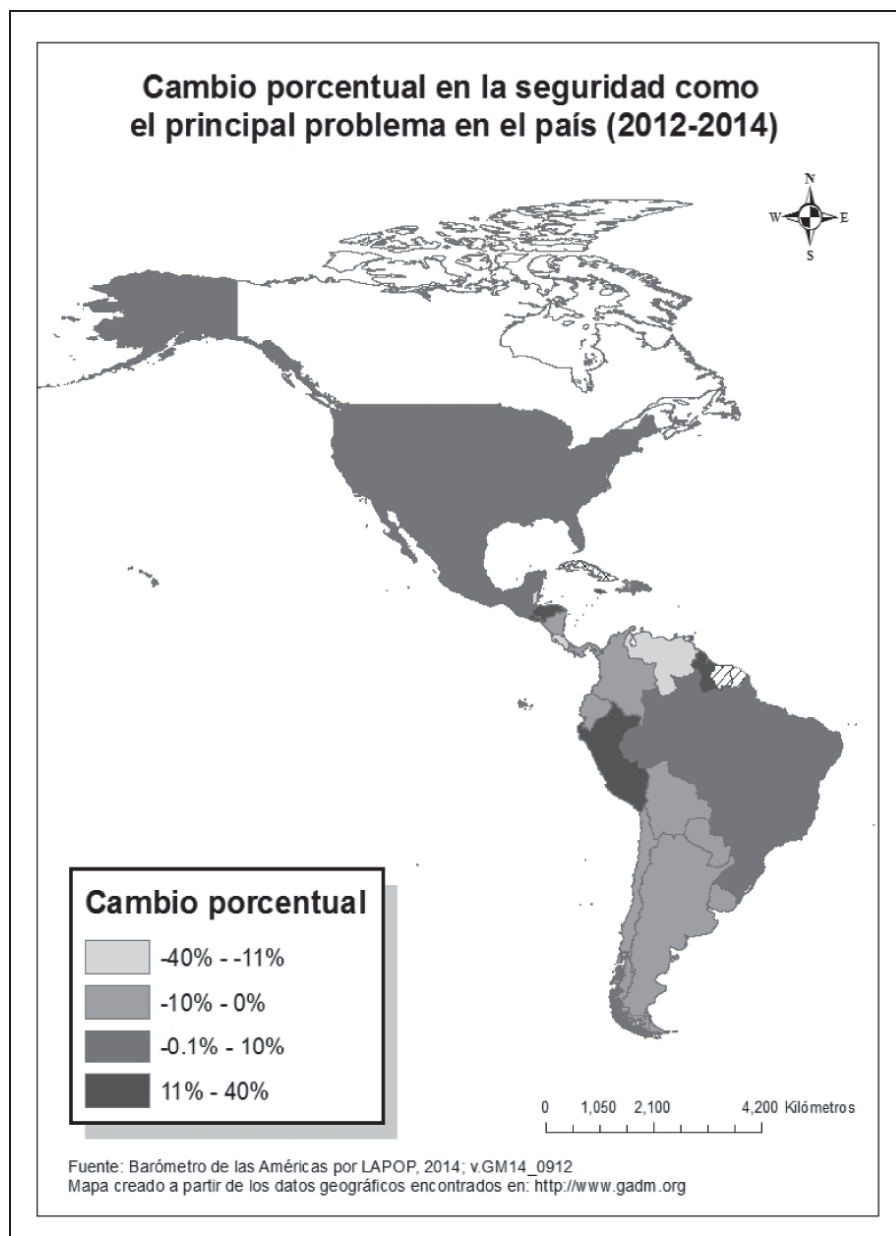 Cambio porcentual en la seguridad como
el principal problema en el país (2012-2014)
N
W E
S
Cambio porcentual
-40% - -11%
-10% - 0%
-0.1% - 10%
11% - 40%
0 1,050 2,100 4,200 Kilómetros
Fuente: Barómetro de las Américas por LAPOP, 2014; v.GM14_0912
Mapa creado a partir de los datos geográficos encontrados en: http://www.gadm.org